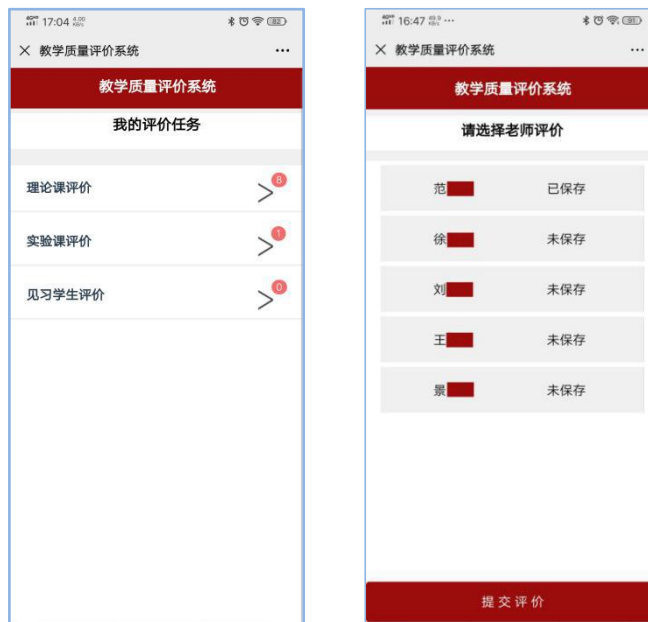 17:04
82
教学质量评价系统
教学质量评价系统
我的评价任务
理论课评价
8
实验课评价
1
见习学生评价
0
16:47
91
教学质量评价系统
教学质量评价系统
请选择老师评价
范 已保存
徐 未保存
刘 未保存
王 未保存
景 未保存
提交评价